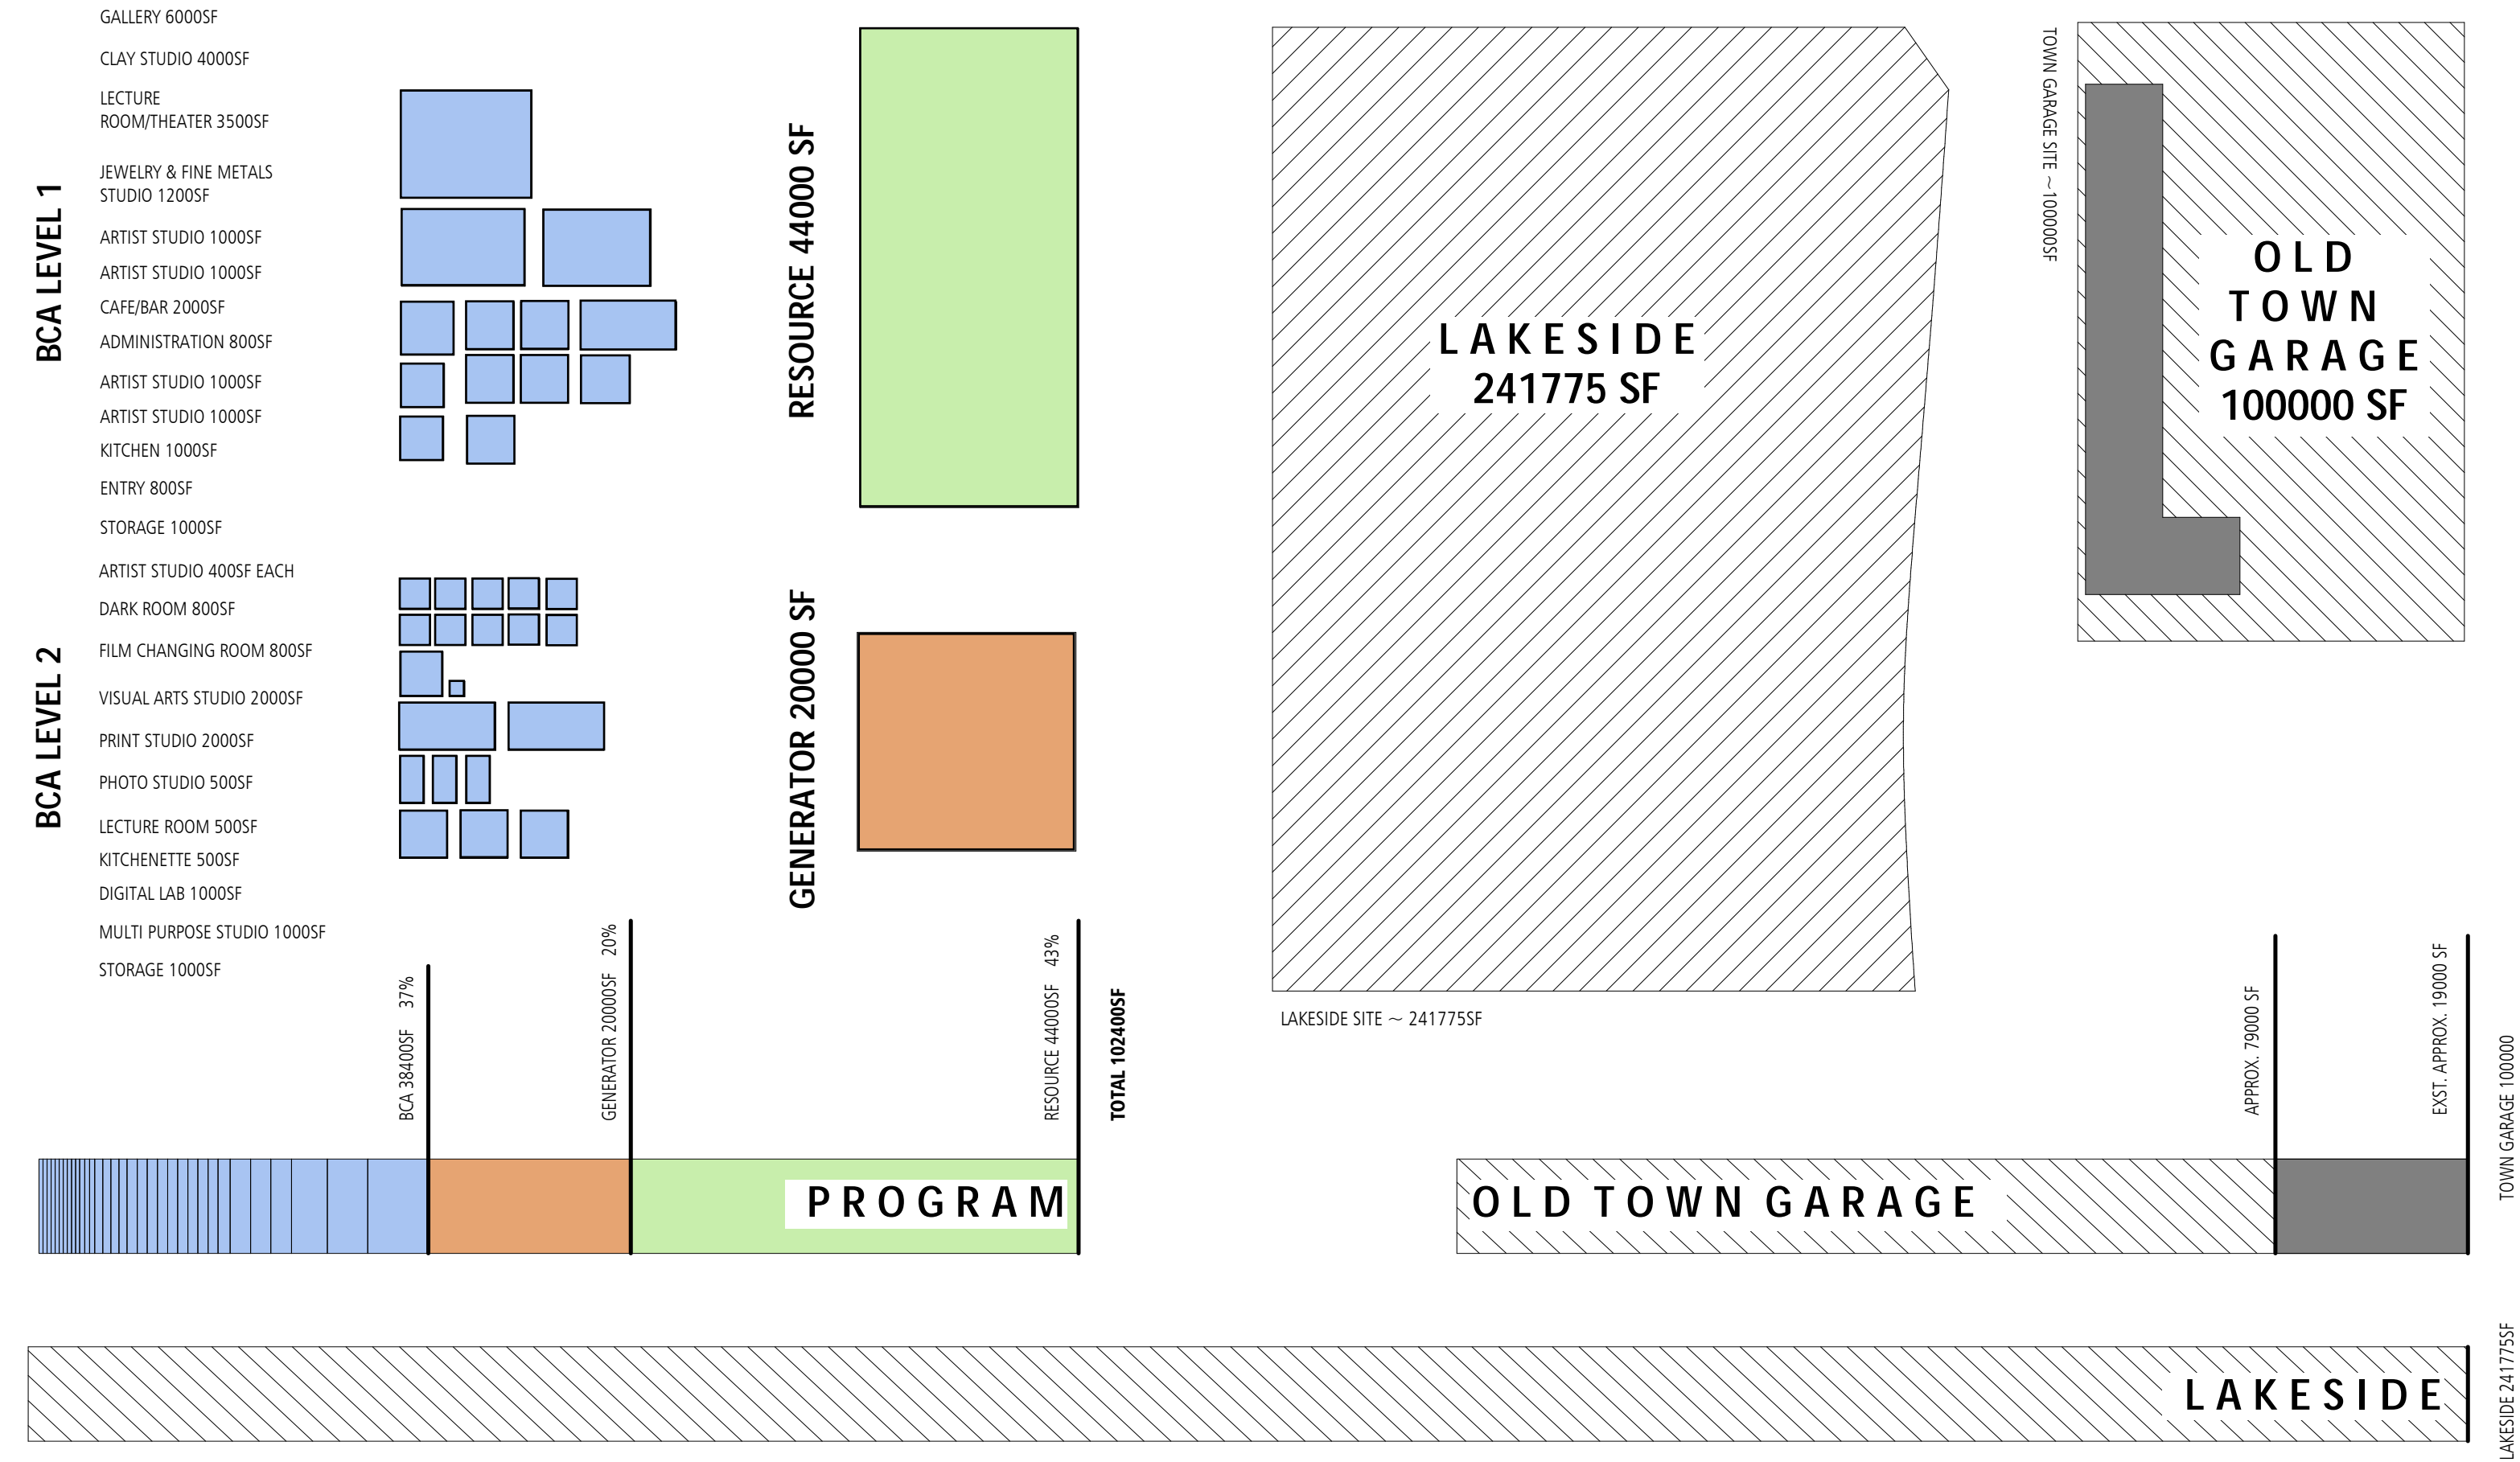 GALLERY 6000SF
CLAY STUDIO 4000SF
LECTURE
ROOM/THEATER 3500SF
JEWELRY & FINE METALS
STUDIO 1200SF
ARTIST STUDIO 1000SF
ARTIST STUDIO 1000SF
CAFE/BAR 2000SF
ADMINISTRATION 800SF
ARTIST STUDIO 1000SF
ARTIST STUDIO 1000SF
KITCHEN 1000SF
ENTRY 800SF
STORAGE 1000SF
BCA LEVEL 1
ARTIST STUDIO 400SF EACH
DARK ROOM 800SF
FILM CHANGING ROOM 800SF
VISUAL ARTS STUDIO 2000SF
PRINT STUDIO 2000SF
PHOTO STUDIO 500SF
LECTURE ROOM 500SF
KITCHENETTE 500SF
DIGITAL LAB 1000SF
MULTI PURPOSE STUDIO 1000SF
STORAGE 1000SF
BCA LEVEL 2
RESOURCE 44000 SF
GENERATOR 20000 SF
LAKESIDE
241775 SF
LAKESIDE SITE ~ 241775SF
TOWN GARAGE SITE ~100000SF
OLD
TOWN
GARAGE
100000 SF
BCA 38400SF 37%
GENERATOR 20000SF 20%
RESOURCE 44000SF 43%
TOTAL 102400SF
PROGRAM
APPROX. 79000 SF
EXST. APPROX. 19000 SF
TOWN GARAGE 100000
OLD TOWN GARAGE
LAKESIDE
LAKESIDE 241775SF